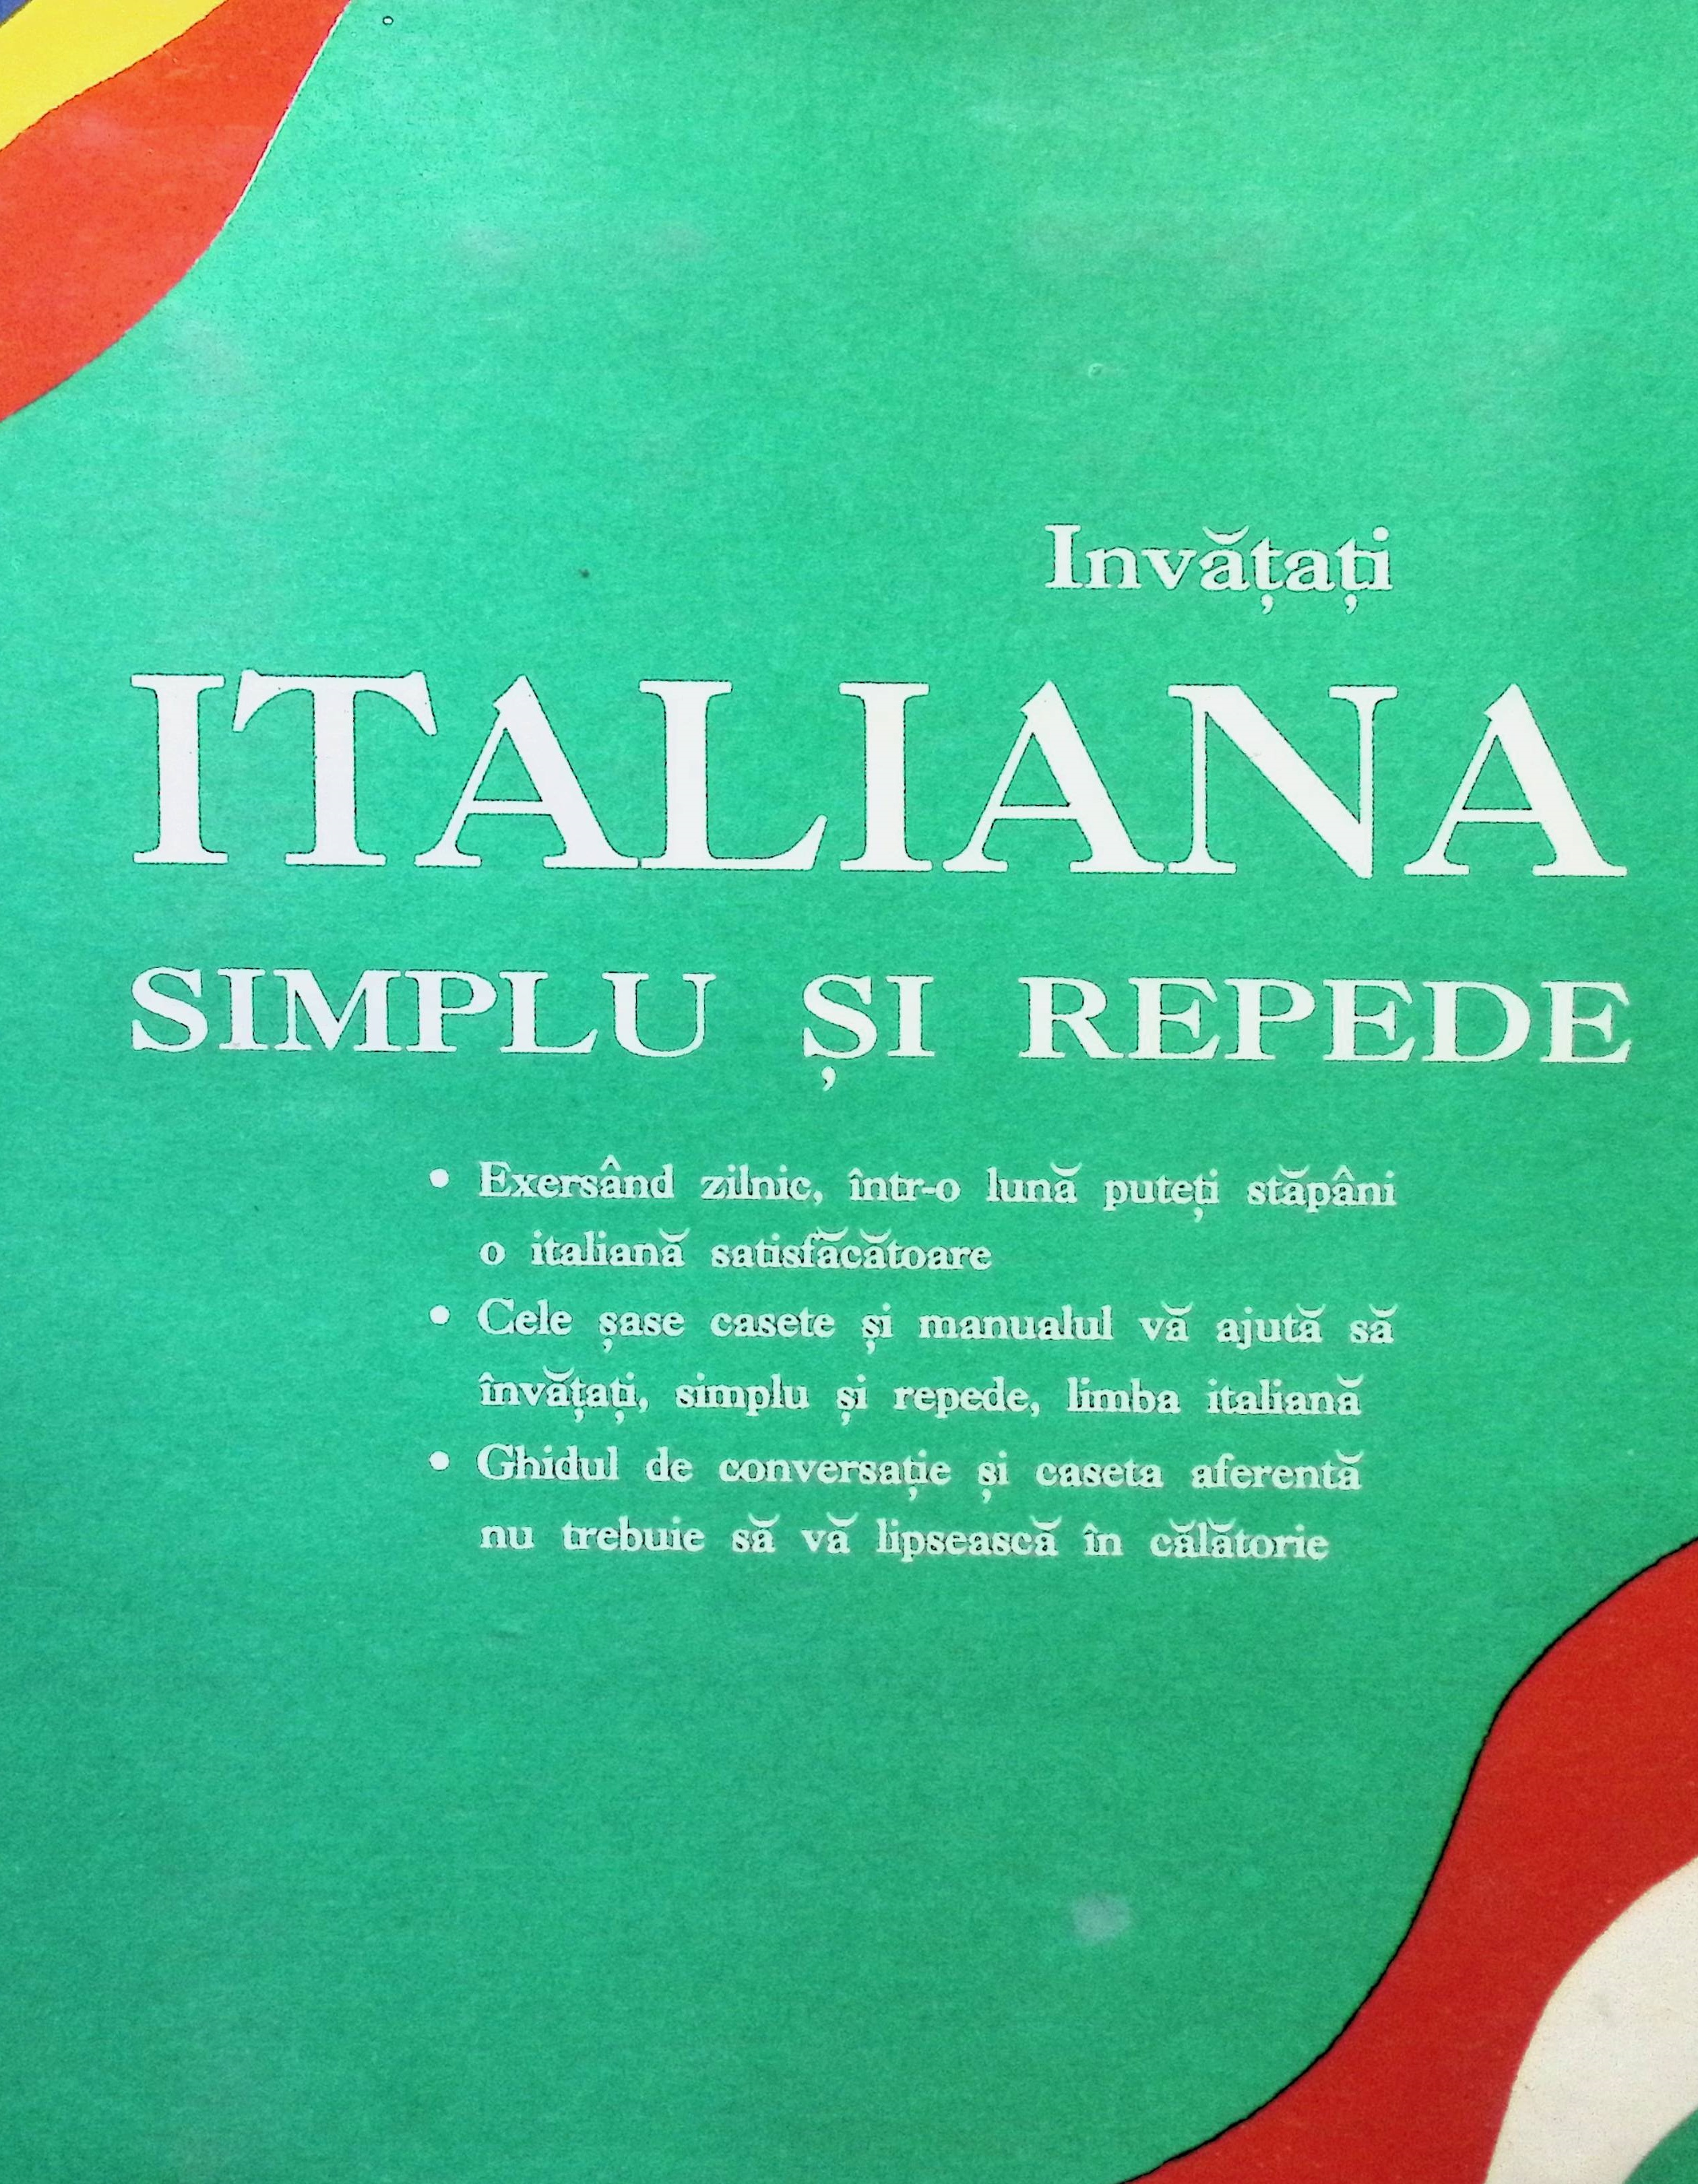 Invățați
ITALIANA
SIMPLU ȘI REPEDE
• Exersând zilnic, într-o lună puteți stăpâni
o italiană satisfăcătoare
• Cele șase casete și manualul vă ajută să
învățați, simplu și repede, limba italiană
• Ghidul de conversație și caseta aferentă
nu trebuie să vă lipsească în călătorie